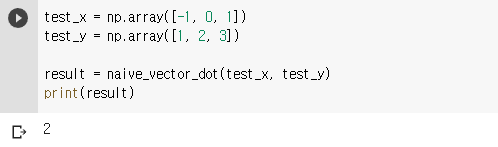 test_x = np.array([-1, 0, 1])
test_y = np.array([1, 2, 3])

result = naive_vector_dot(test_x, test_y)
print(result)
2